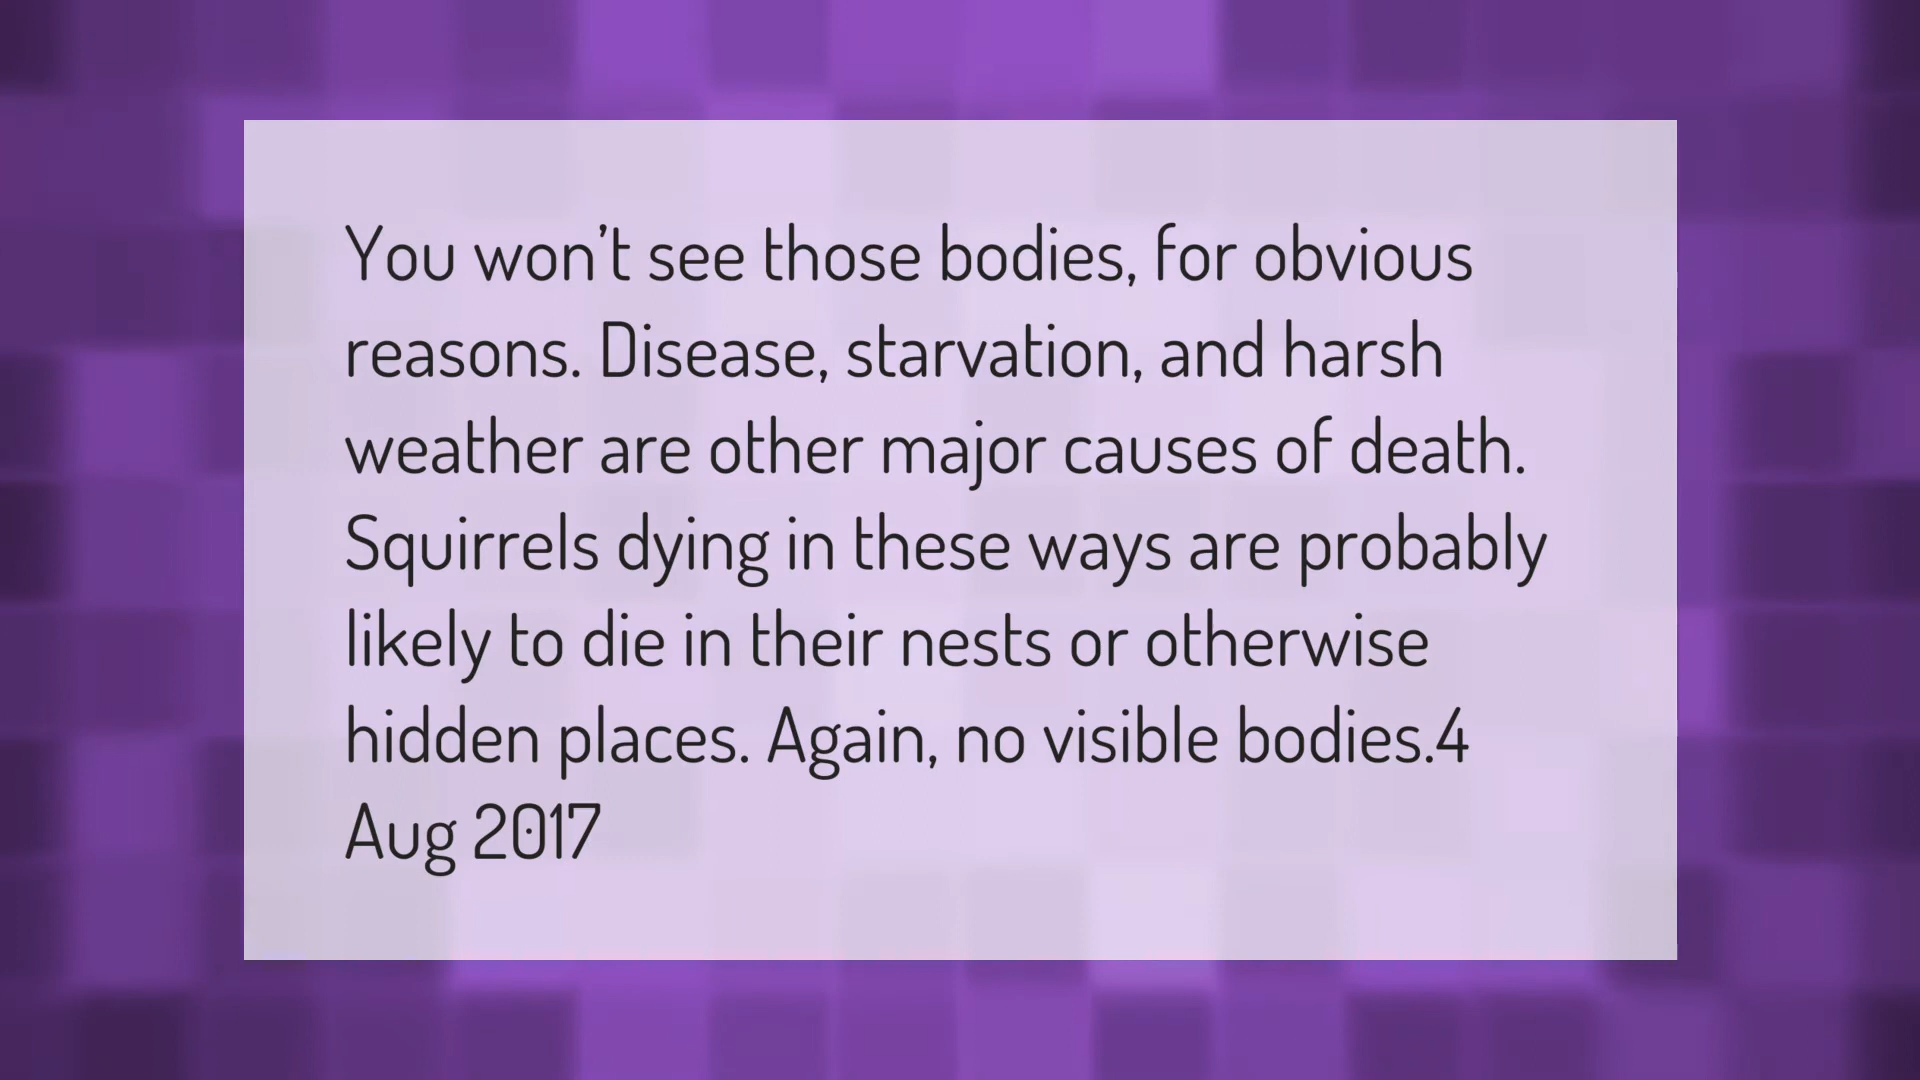 You won't see those bodies, for obvious
reasons. Disease, starvation, and harsh
weather are other major causes of death.
Squirrels dying in these ways are probably
likely to die in their nests or otherwise
hidden places. Again, no visible bodies.4
Aug 2017